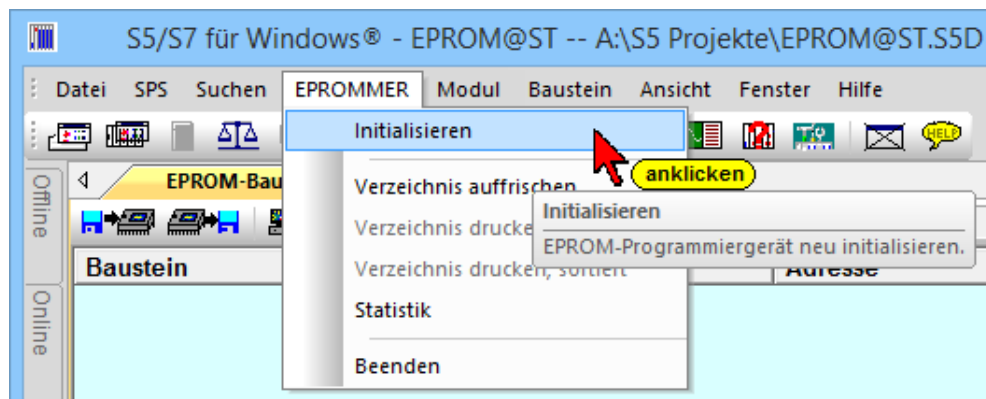 S5/S7 für Windows® - EPROM@ST -- A:\S5 Projekte\EPROM@ST.S5D
Datei SPS Suchen EPROMMER Modul Baustein Ansicht Fenster Hilfe
HELP
Initialisieren
anklicken
Offline
EPROM-Bau
Verzeichnis auffrischen
Initialisieren
EPROM-Programmiergerät neu initialisieren.
Verzeichnis drucke
Baustein
Verzeichnis drucken, sortiert
Adresse
Online
Statistik
Beenden